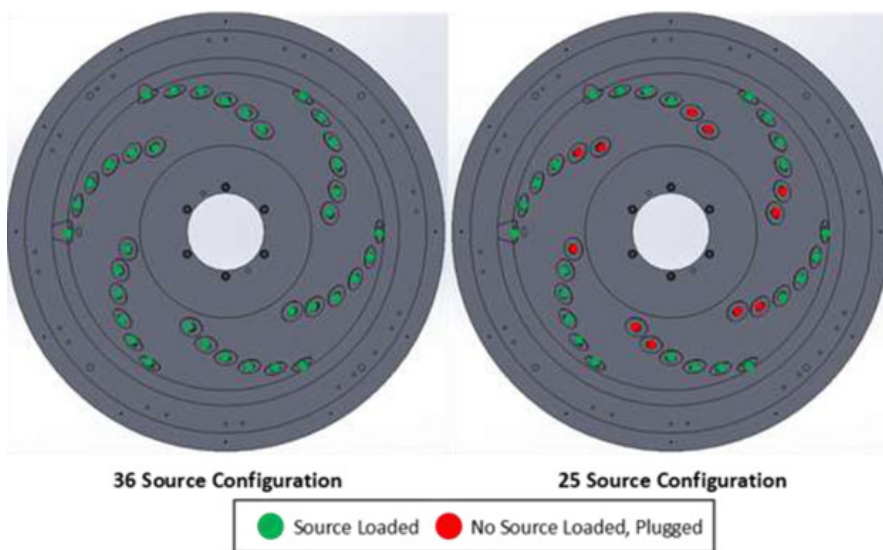 36 Source Configuration
25 Source Configuration
Source Loaded
No Source Loaded, Plugged